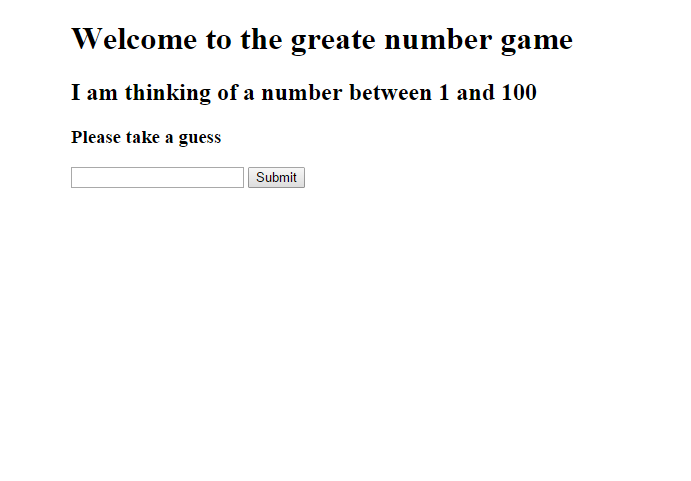 Welcome to the greate number game
I am thinking of a number between 1 and 100
Please take a guess
Submit